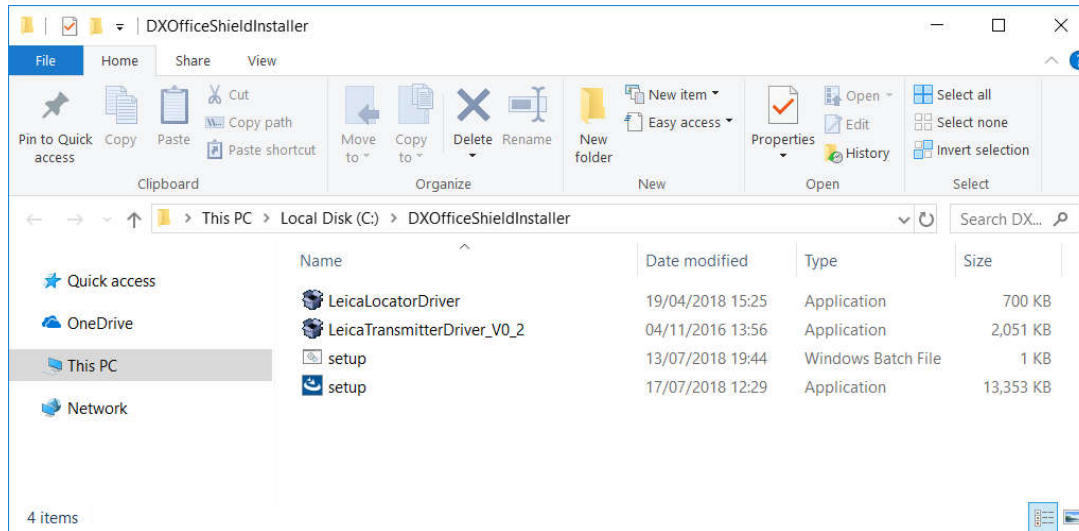 DXOfficeShieldInstaller
File Home Share View
Pin to Quick access
Copy
Paste
Cut
Copy path
Paste shortcut
Clipboard
Move to
Copy to
Delete
Rename
Organize
New folder
New item
Easy access
New
Properties
Open
Edit
History
Open
Select all
Select none
Invert selection
Select
This PC > Local Disk (C:) > DXOfficeShieldInstaller
Search DX...
Quick access
OneDrive
This PC
Network
Name Date modified Type Size
LeicaLocatorDriver 19/04/2018 15:25 Application 700 KB
LeicaTransmitterDriver_V0_2 04/11/2016 13:56 Application 2,051 KB
setup 13/07/2018 19:44 Windows Batch File 1 KB
setup 17/07/2018 12:29 Application 13,353 KB
4 items